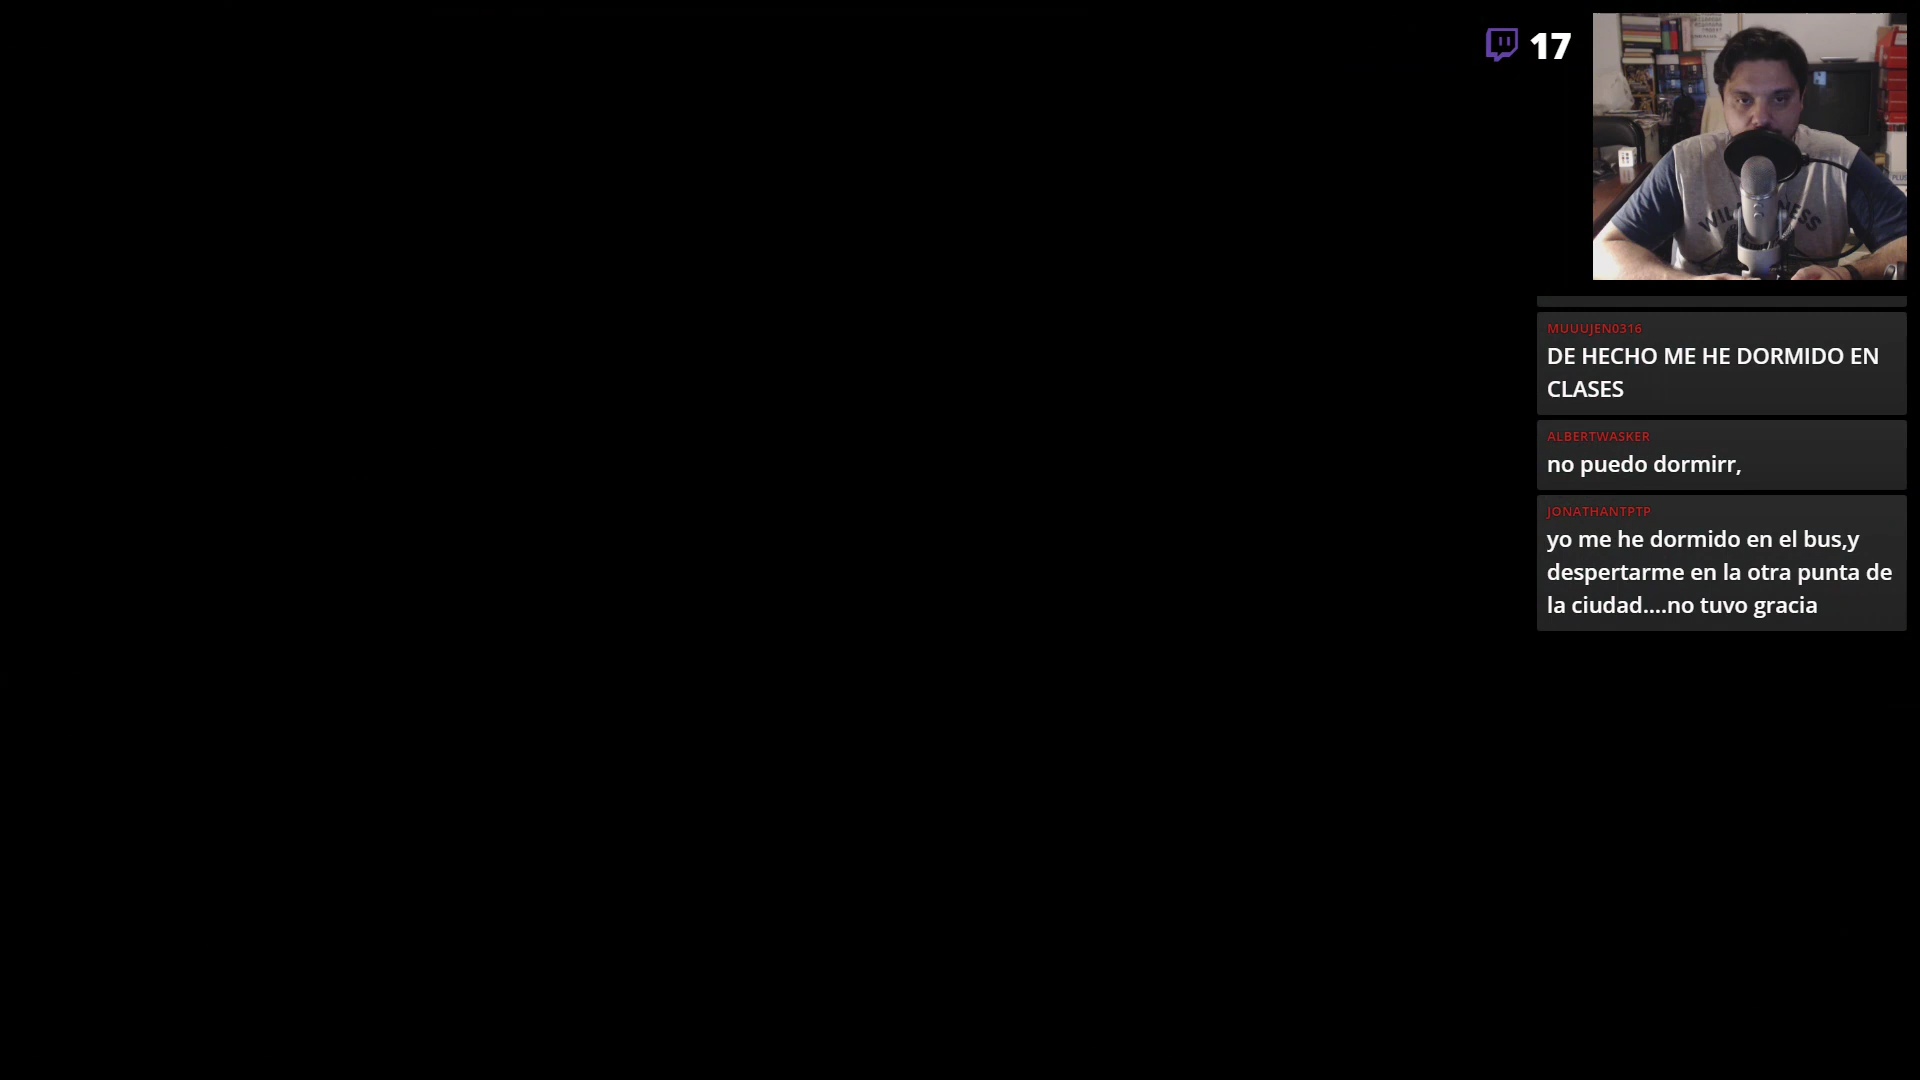 17
MUUUJEN0316
DE HECHO ME HE DORMIDO EN
CLASES
ALBERTWASKER
no puedo dormirr,
JONATHANTPTP
yo me he dormido en el bus,y
despertarme en la otra punta de
la ciudad....no tuvo gracia